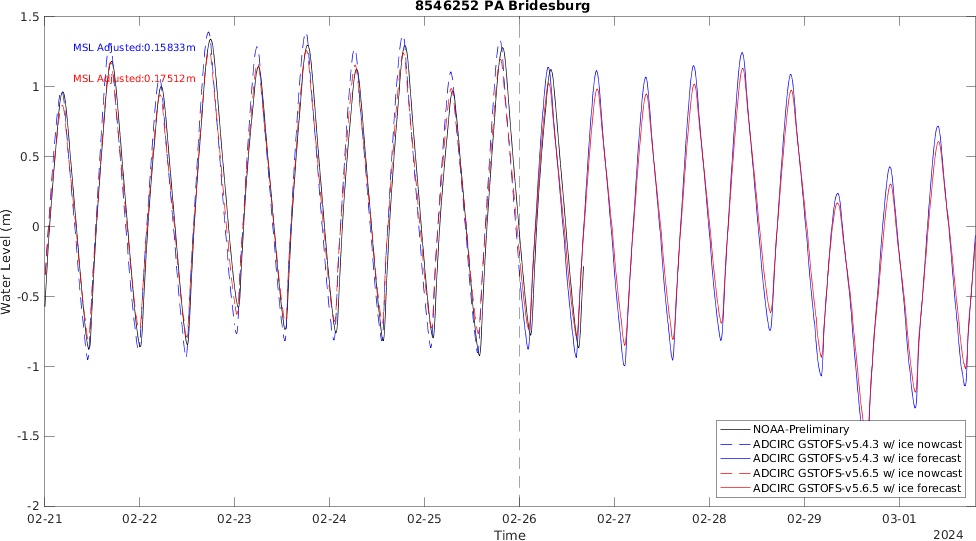 8546252 PA Bridesburg
1.5
MSL Adjusted:0.15833m
MSL Adjusted:0.17512m
1
0.5
0
-0.5
-1
-1.5
-2
Water Level (m)
NOAA-Preliminary
ADCIRC GSTOFS-v5.4.3 w/ ice nowcast
ADCIRC GSTOFS-v5.4.3 w/ ice forecast
ADCIRC GSTOFS-v5.6.5 w/ ice nowcast
ADCIRC GSTOFS-v5.6.5 w/ ice forecast
02-21 02-22 02-23 02-24 02-25 02-26 02-27 02-28 02-29 03-01
Time
2024